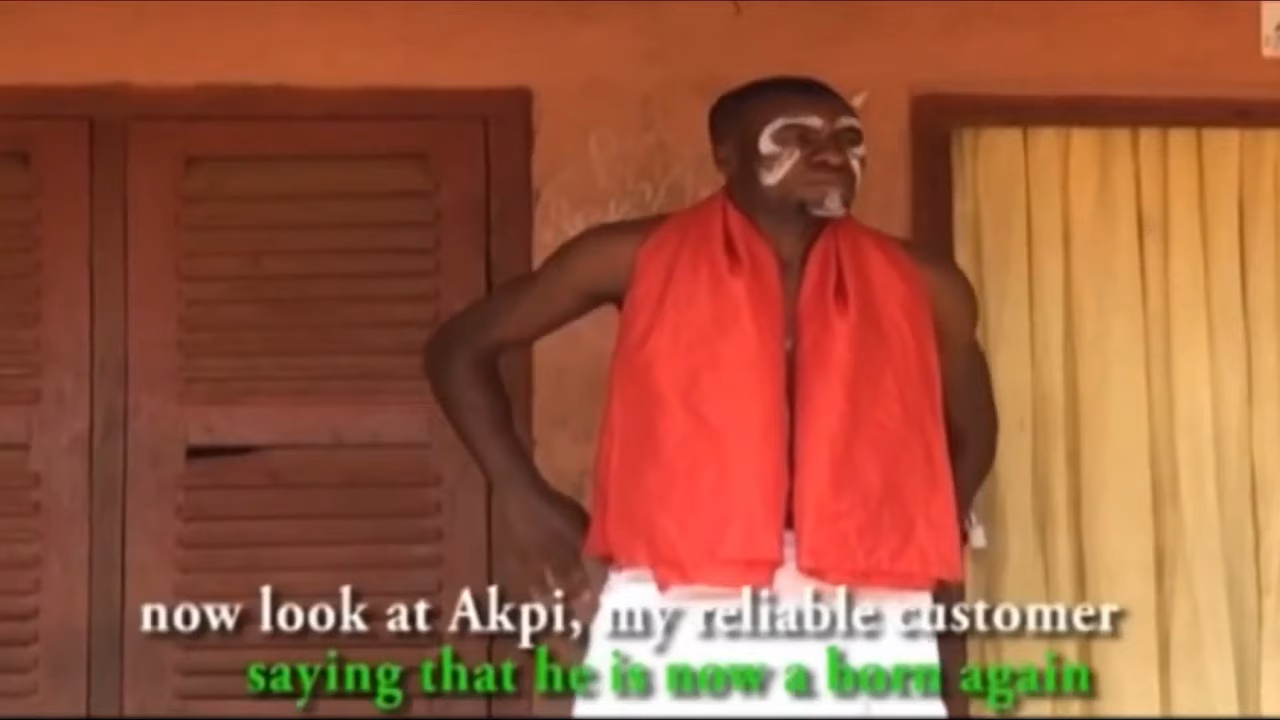 now look at Akpi, my reliable customer
saying that he is now a born again